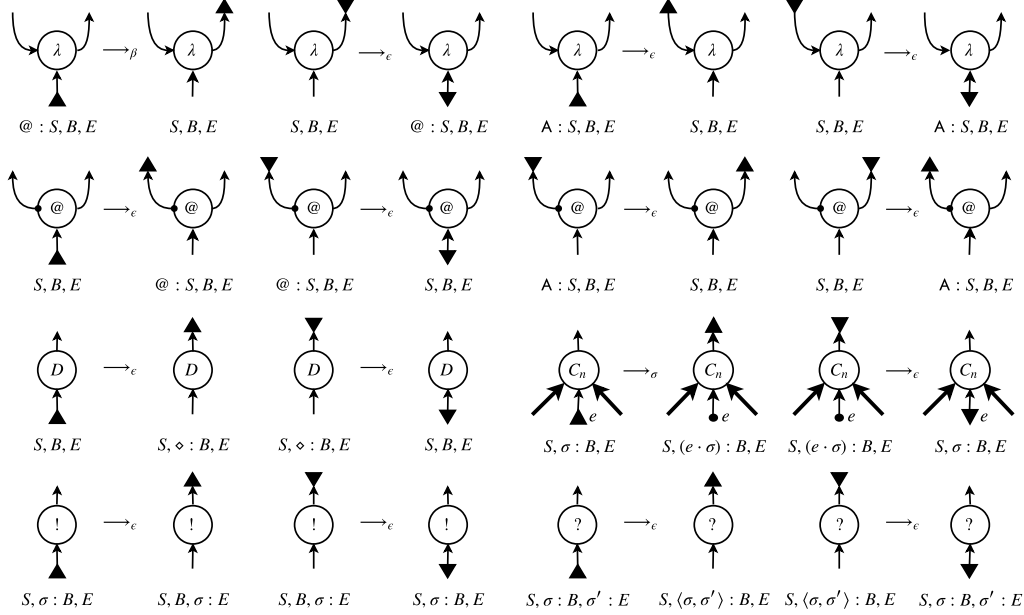 λ →β λ λ →ϵ λ λ →ϵ λ λ →ϵ λ
@ : S, B, E S, B, E S, B, E @ : S, B, E A : S, B, E S, B, E S, B, E A : S, B, E
@ →ϵ @ @ →ϵ @ @ →ϵ @ @ →ϵ @
S, B, E @ : S, B, E @ : S, B, E S, B, E A : S, B, E S, B, E S, B, E A : S, B, E
D →ϵ D D →ϵ D Cₙ →σ Cₙ Cₙ →ϵ Cₙ
e e e e
S, B, E S, ⋄ : B, E S, ⋄ : B, E S, B, E S, σ : B, E S, (e · σ) : B, E S, (e · σ) : B, E S, σ : B, E
! →ϵ ! ! →ϵ ! ? →ϵ ? ? →ϵ ?
S, σ : B, E S, B, σ : E S, B, σ : E S, σ : B, E S, σ : B, σ′ : E S, ⟨σ, σ′⟩ : B, E S, ⟨σ, σ′⟩ : B, E S, σ : B, σ′ : E